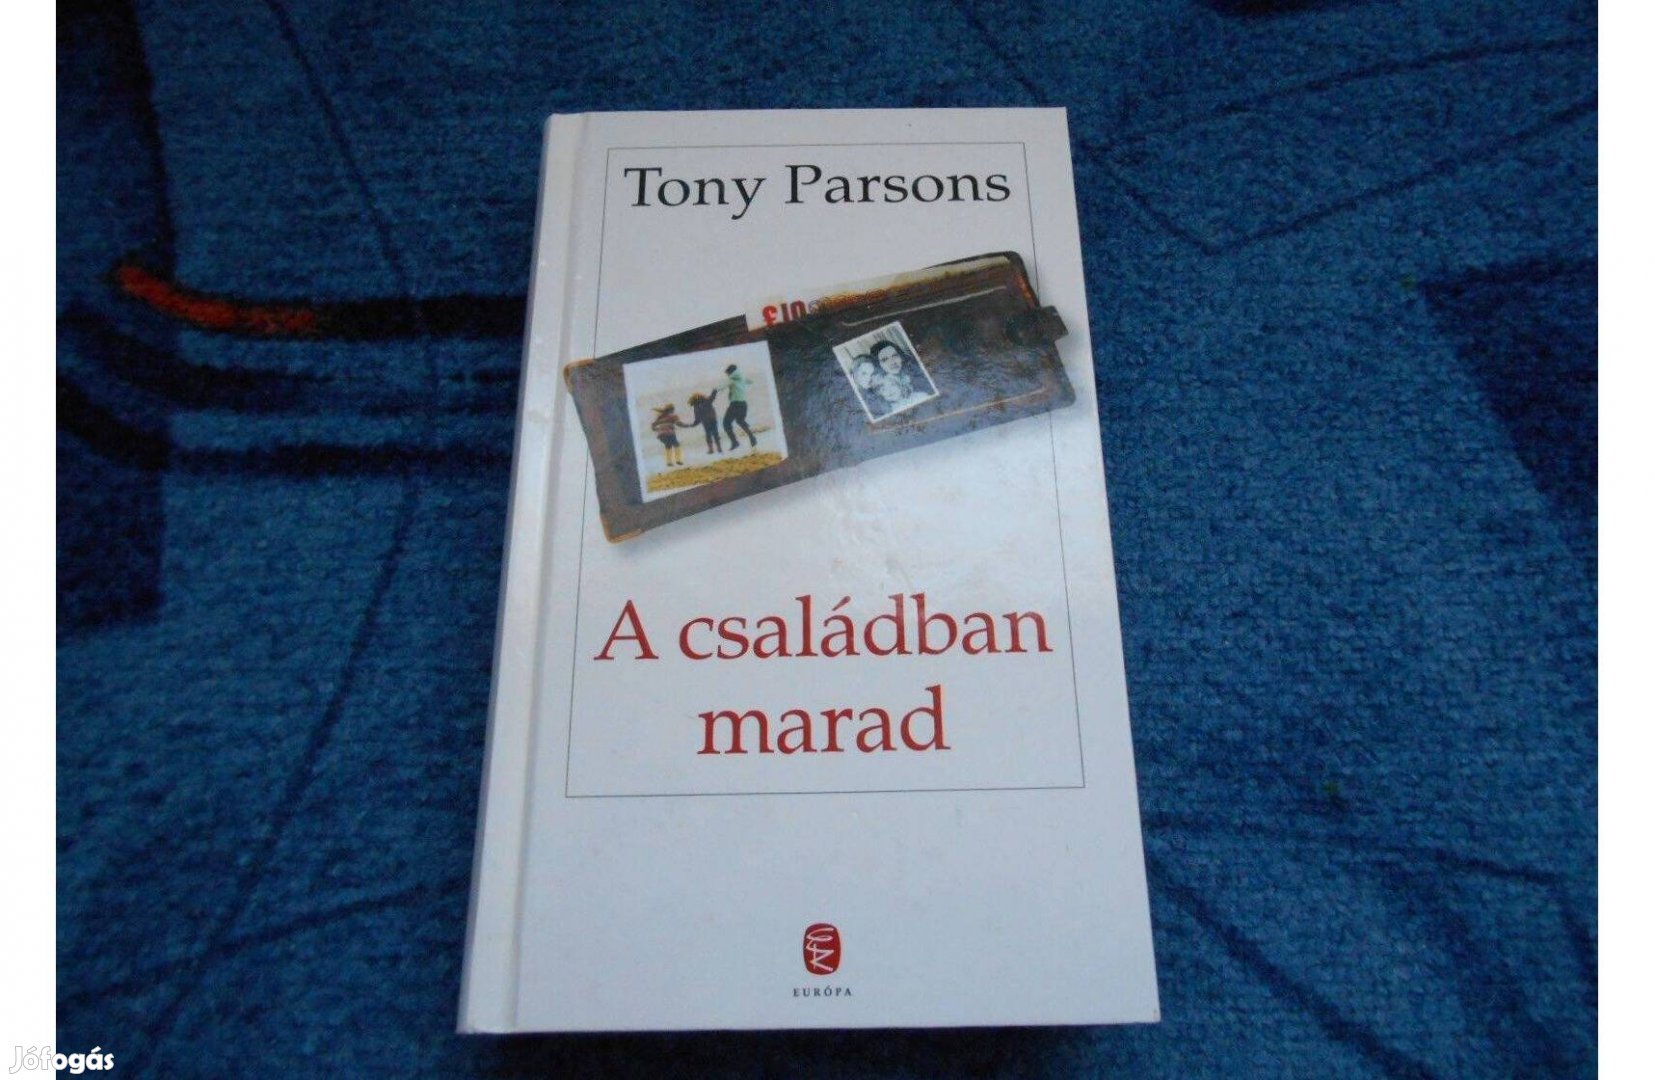 Tony Parsons
£10
A családban
marad
EURÓPA
Jófogás